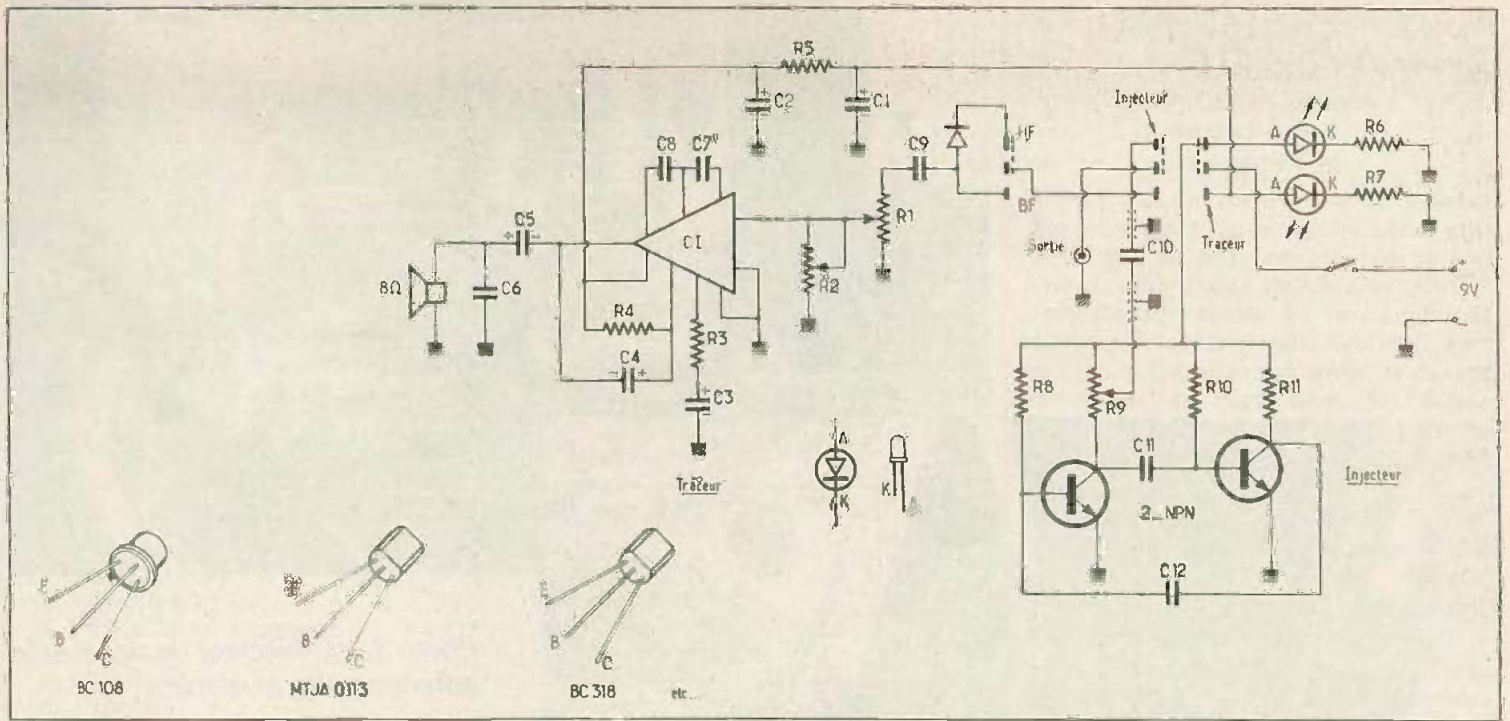 R5
C2
C1
C8
C7
C9
HF
BF
Injecteur
A
K
R6
A
K
R7
CI
R1
R2
Sortie
C10
Traceur
+
9V
-
8Ω
C5
+
-
C6
R4
C4
-
+
R3
C3
+
-
Traceur
R8
R9
R10
R11
C11
2_NPN
C12
Injecteur
A
K
K
A
E
B
C
BC 108
B
C
MTJA 0113
E
B
C
BC 318
etc...